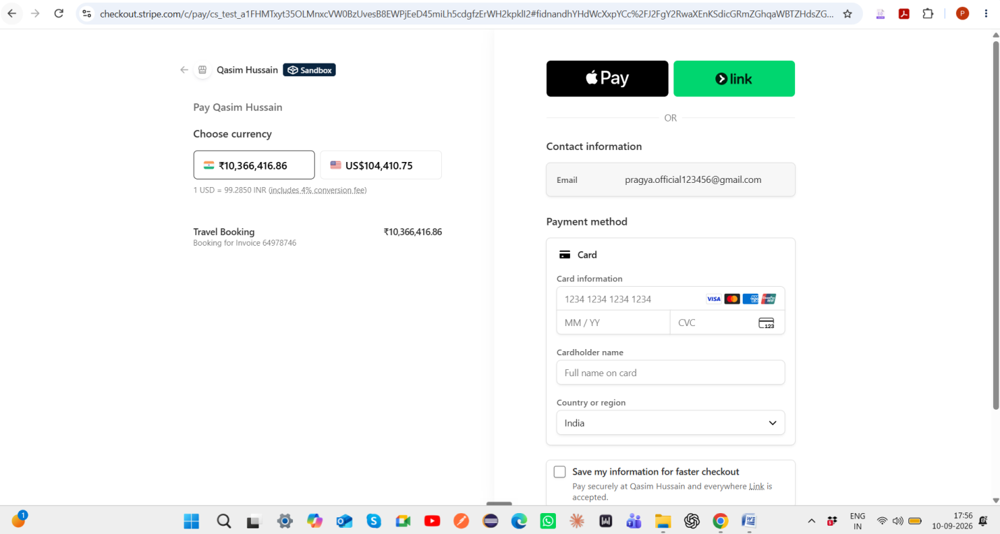 checkout.stripe.com/c/pay/cs_test_a1FHMTxyt35OLMnxcVW0BzUvesB8EWPjEeD45miLh5cdgfzErWH2kpklI2#fidnandhYHdWcXxpYCc%2FJ2FgY2RwaXEnKSdicGRmZGhqaWBTZHdsZG...
P
Qasim Hussain Sandbox
Pay Qasim Hussain
Choose currency
₹10,366,416.86 US$104,410.75
1 USD = 99.2850 INR (includes 4% conversion fee)
Travel Booking ₹10,366,416.86
Booking for Invoice 64978746
Pay link
OR
Contact information
Email pragya.official123456@gmail.com
Payment method
Card
Card information
1234 1234 1234 1234 VISA
MM / YY CVC 123
Cardholder name
Full name on card
Country or region
India
Save my information for faster checkout
Pay securely at Qasim Hussain and everywhere Link is
accepted.
1
ENG
IN
17:56
10-09-2026